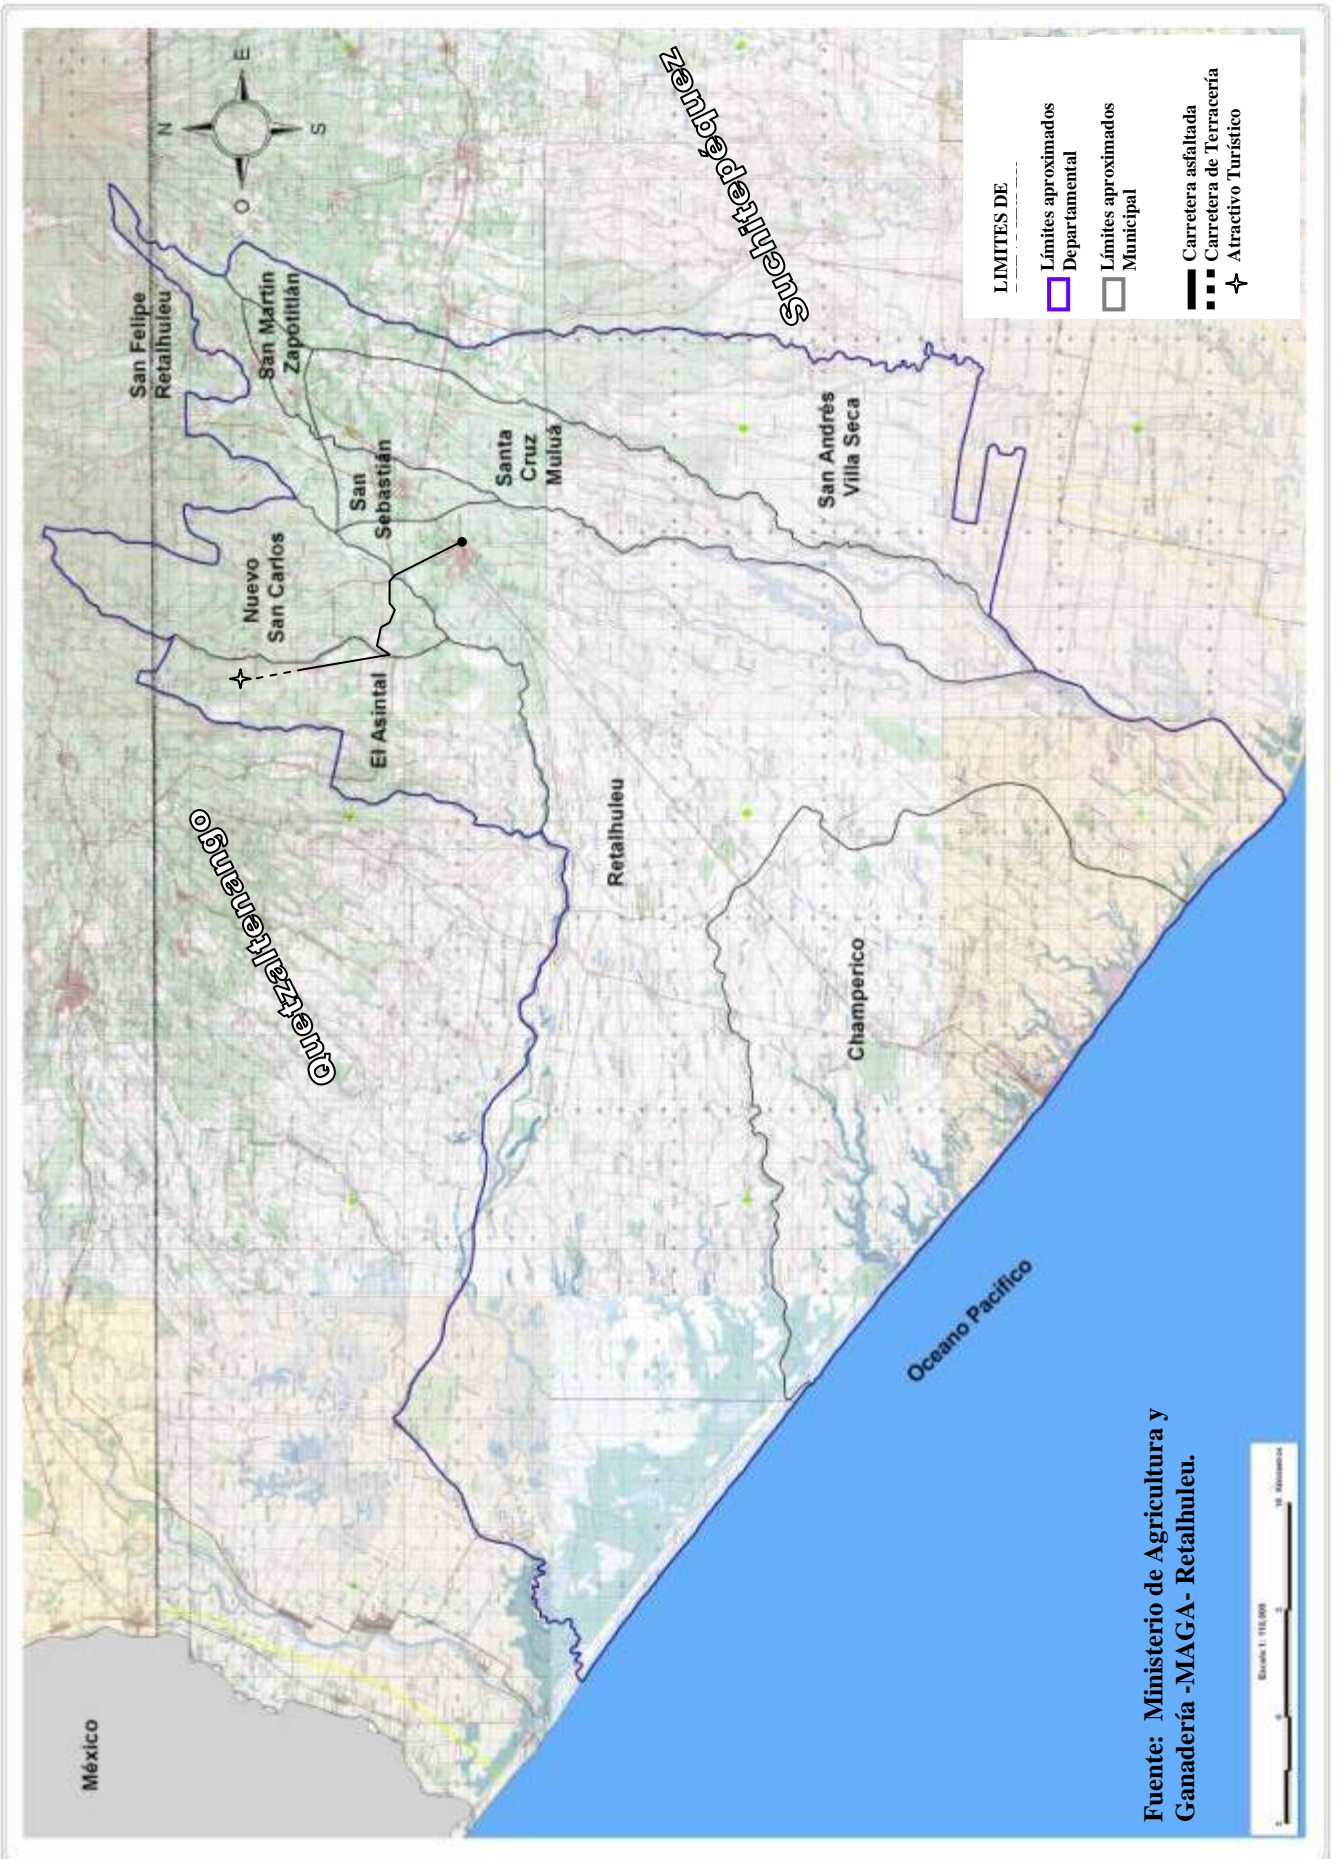 México
Quetzaltenango
Suchitepéquez
San Felipe
Retalhuleu
San Martín
Zapotitlán
Nuevo
San Carlos
San
Sebastián
Santa
Cruz
Muluá
El Asintal
San Andrés
Villa Seca
Retalhuleu
Champerico
Oceano Pacífico
N
E
S
O
LIMITES DE
Límites aproximados
Departamental
Límites aproximados
Municipal
Carretera asfaltada
Carretera de Terracería
Atractivo Turístico
Fuente: Ministerio de Agricultura y
Ganadería -MAGA- Retalhuleu.